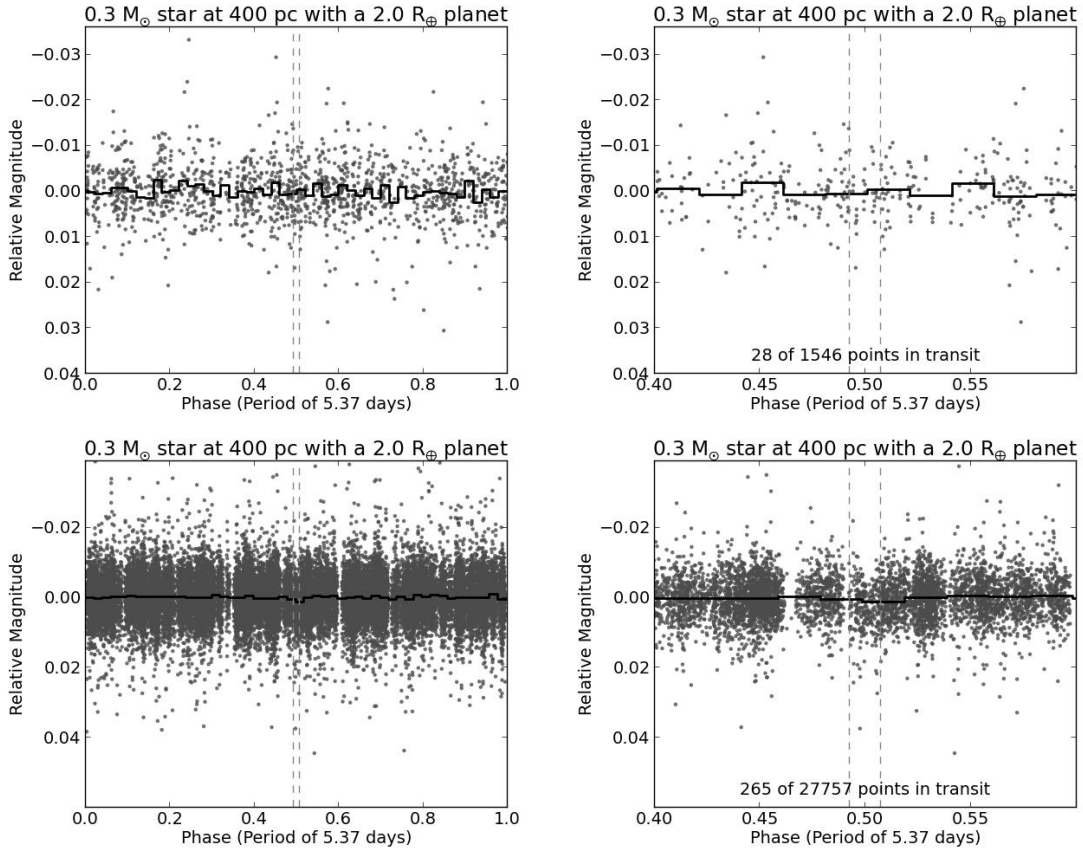 0.3 M☉ star at 400 pc with a 2.0 R⊕ planet
Relative Magnitude
−0.03
−0.02
−0.01
0.00
0.01
0.02
0.03
0.04
0.0 0.2 0.4 0.6 0.8 1.0
Phase (Period of 5.37 days)
0.3 M☉ star at 400 pc with a 2.0 R⊕ planet
Relative Magnitude
−0.03
−0.02
−0.01
0.00
0.01
0.02
0.03
0.04
28 of 1546 points in transit
0.40 0.45 0.50 0.55
Phase (Period of 5.37 days)
0.3 M☉ star at 400 pc with a 2.0 R⊕ planet
Relative Magnitude
−0.02
0.00
0.02
0.04
0.0 0.2 0.4 0.6 0.8 1.0
Phase (Period of 5.37 days)
0.3 M☉ star at 400 pc with a 2.0 R⊕ planet
Relative Magnitude
−0.02
0.00
0.02
0.04
265 of 27757 points in transit
0.40 0.45 0.50 0.55
Phase (Period of 5.37 days)